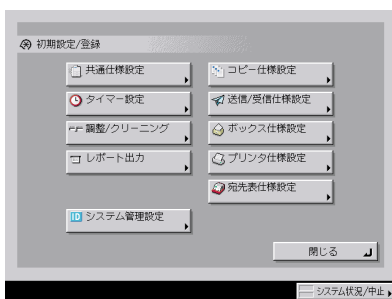 初期設定/登録
共通仕様設定
コピー仕様設定
タイマー設定
送信/受信仕様設定
調整/クリーニング
ボックス仕様設定
レポート出力
プリンタ仕様設定
宛先表仕様設定
ID システム管理設定
閉じる
システム状況/中止